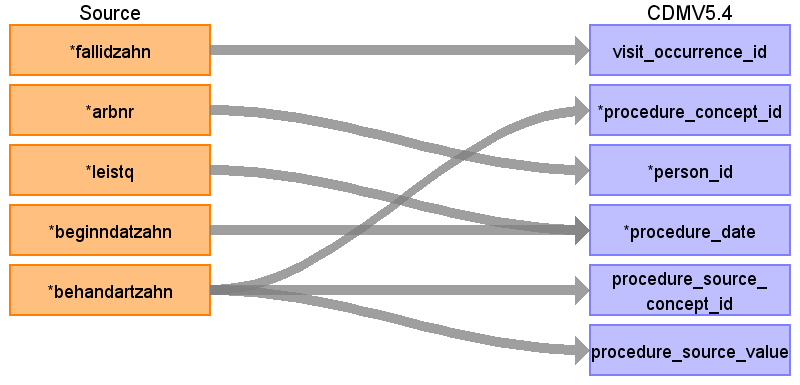 Source
CDMV5.4
*fallidzahn
visit_occurrence_id
*arbnr
*procedure_concept_id
*leistq
*person_id
*beginndatzahn
*procedure_date
*behandartzahn
procedure_source_
concept_id
procedure_source_value